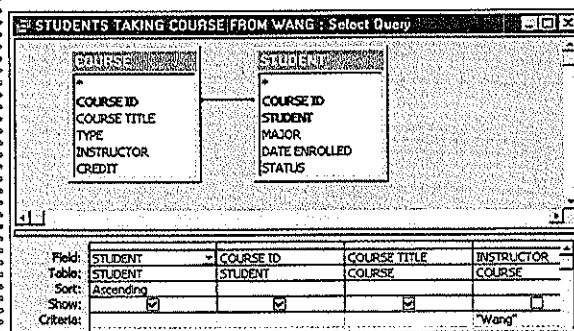 STUDENTS TAKING COURSE FROM WANG : Select Query
COURSE
*
COURSE ID
COURSE TITLE
TYPE
INSTRUCTOR
CREDIT
STUDENT
*
COURSE ID
STUDENT
MAJOR
DATE ENROLLED
STATUS
Field: STUDENT COURSE ID COURSE TITLE INSTRUCTOR
Table: STUDENT STUDENT COURSE COURSE
Sort: Ascending
Show:
Criteria: "Wang"